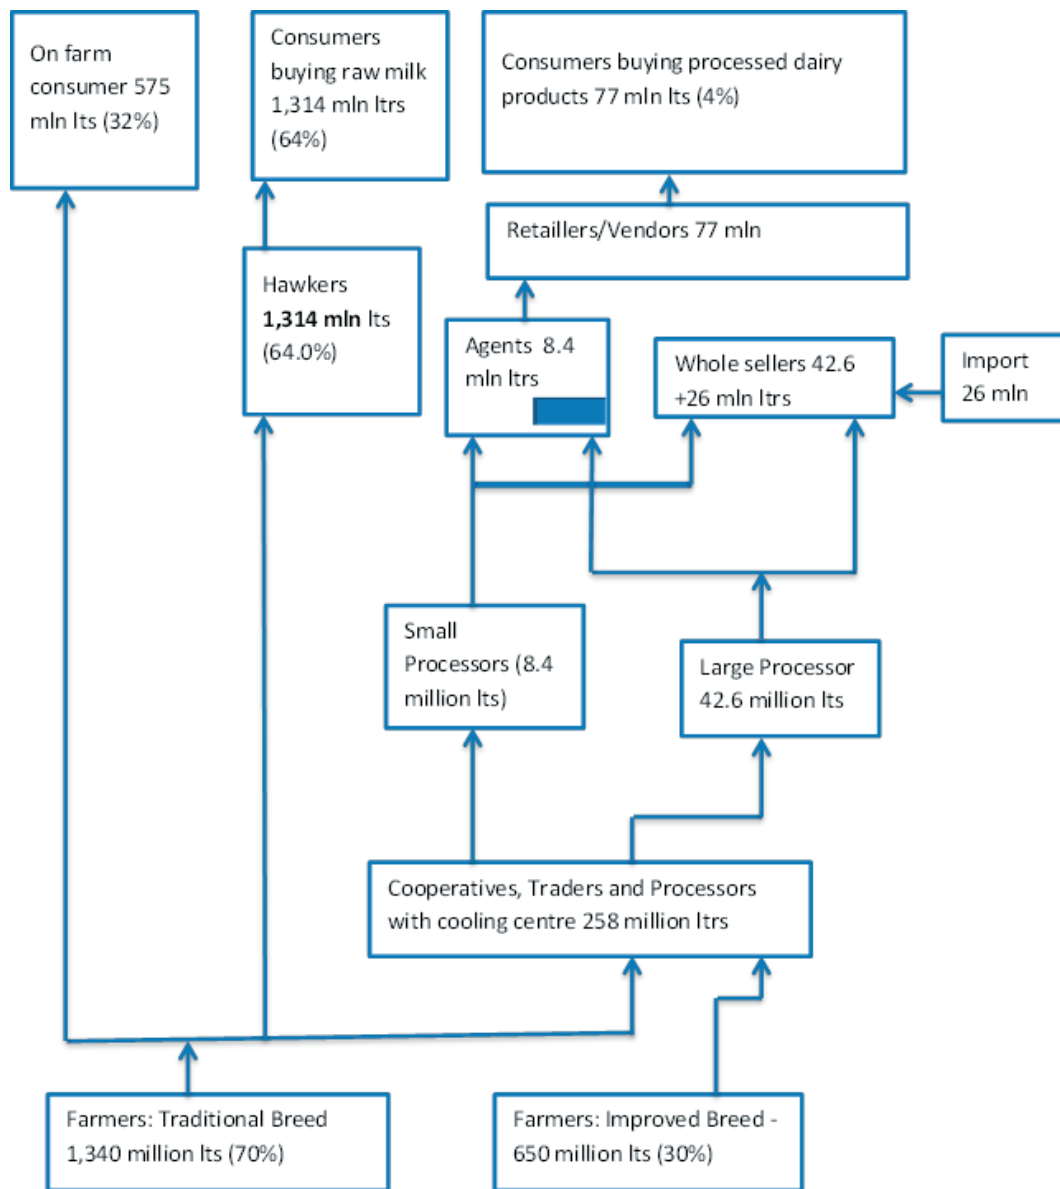 On farm
consumer 575
mln lts (32%)
Consumers
buying raw milk
1,314 mln ltrs
(64%)
Consumers buying processed dairy
products 77 mln lts (4%)
Retaillers/Vendors 77 mln
Hawkers
1,314 mln lts
(64.0%)
Agents 8.4
mln ltrs
Whole sellers 42.6
+26 mln ltrs
Import
26 mln
Small
Processors (8.4
million lts)
Large Processor
42.6 million lts
Cooperatives, Traders and Processors
with cooling centre 258 million ltrs
Farmers: Traditional Breed
1,340 million lts (70%)
Farmers: Improved Breed -
650 million lts (30%)